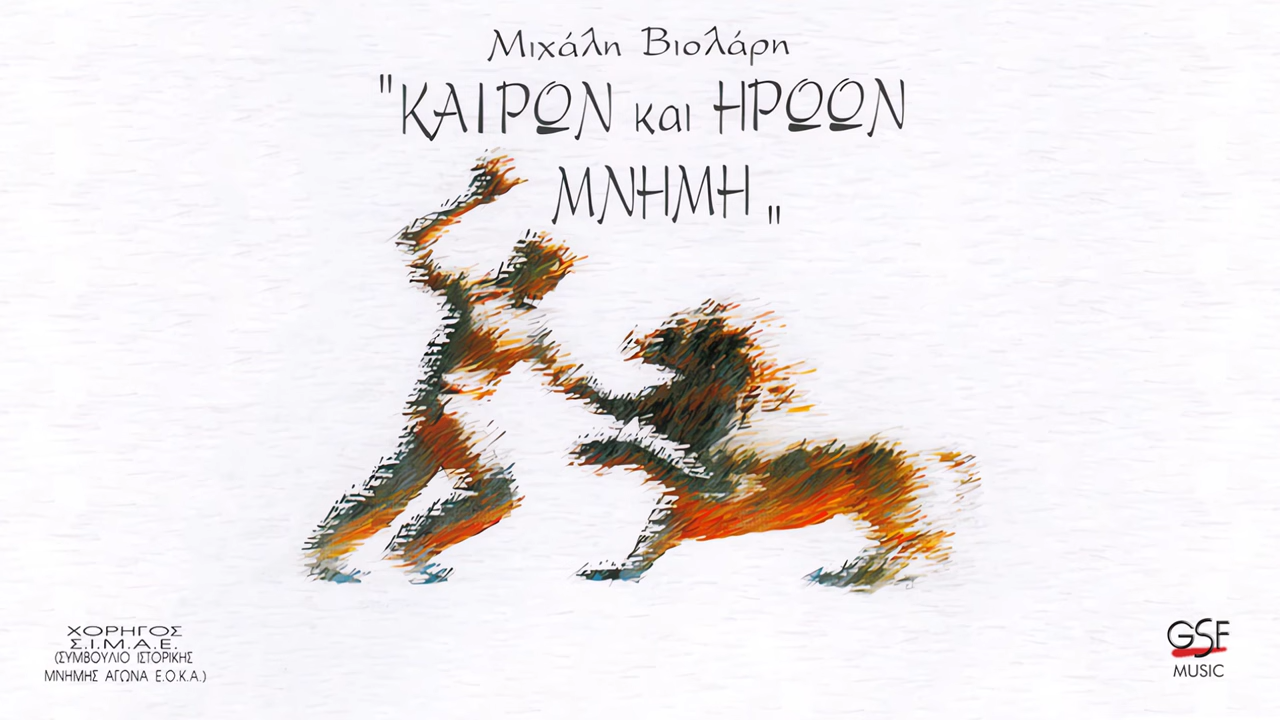 Μιχάλη Βιολάρη
"ΚΑΙΡΩΝ και ΗΡΩΩΝ
ΜΝΗΜΗ"
ΧΟΡΗΓΟΣ
Σ.Ι.Μ.Α.Ε.
(ΣΥΜΒΟΥΛΙΟ ΙΣΤΟΡΙΚΗΣ
ΜΝΗΜΗΣ ΑΓΩΝΑ Ε.Ο.Κ.Α.)
GSF
MUSIC